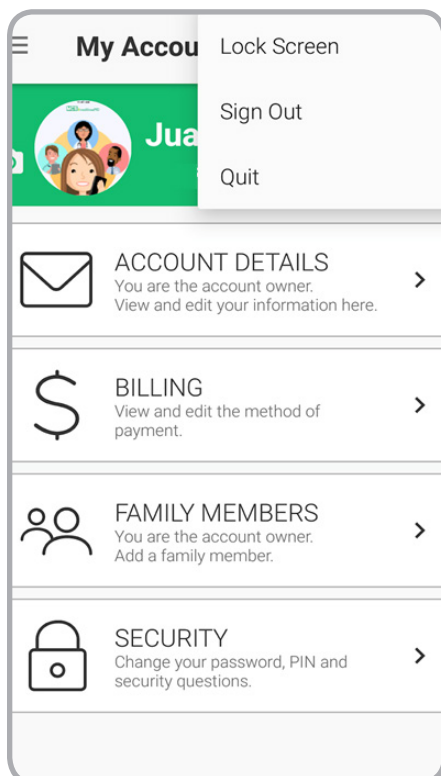 My Accou
Lock Screen
Sign Out
Quit
Jua
ACCOUNT DETAILS
You are the account owner.
View and edit your information here.
BILLING
View and edit the method of
payment.
FAMILY MEMBERS
You are the account owner.
Add a family member.
SECURITY
Change your password, PIN and
security questions.